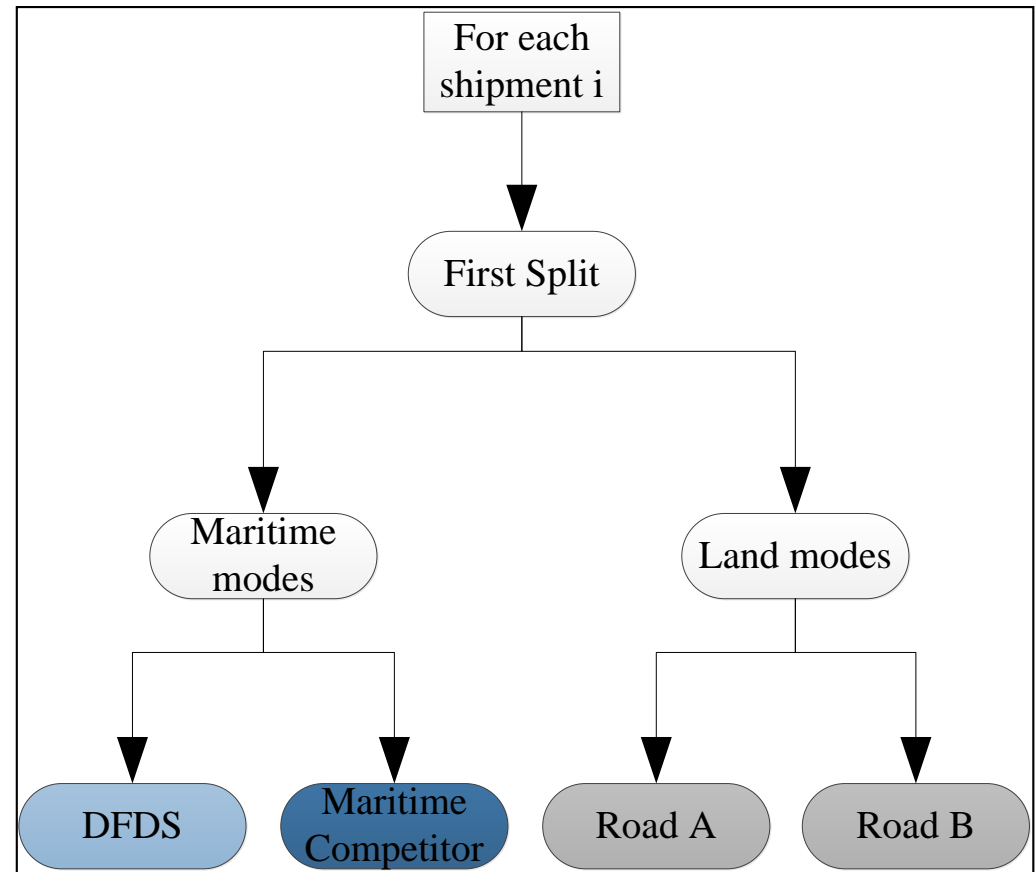 For each
shipment i
First Split
Maritime
modes
Land modes
DFDS
Maritime
Competitor
Road A
Road B